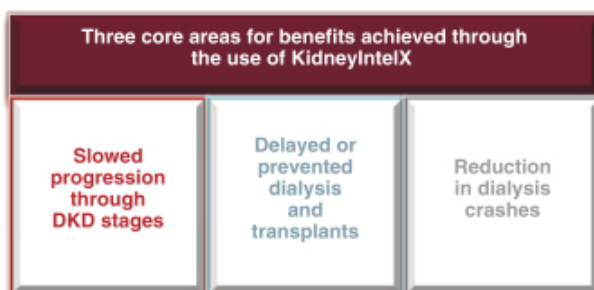 Three core areas for benefits achieved through
the use of KidneyIntelX
Slowed
progression
through
DKD stages
Delayed or
prevented
dialysis
and
transplants
Reduction
in dialysis
crashes